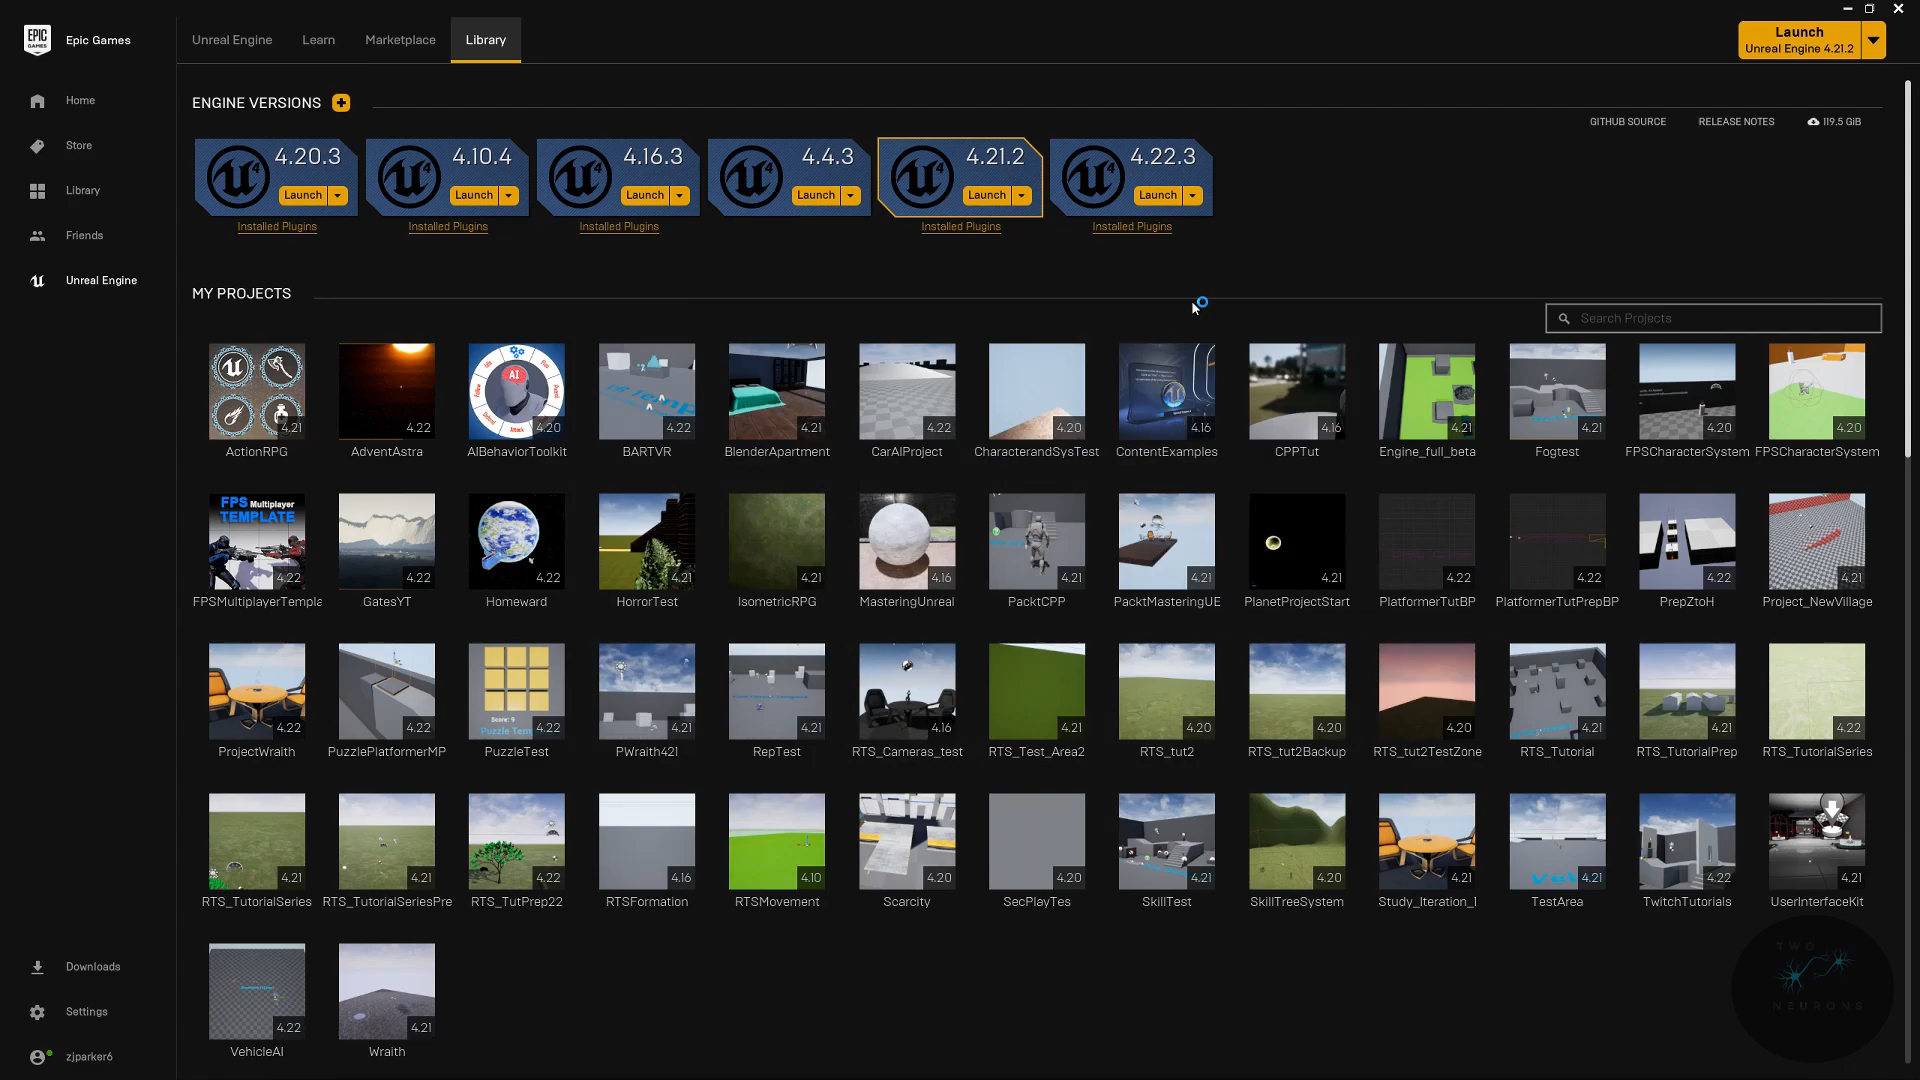 EPIC GAMES
Epic Games
Unreal Engine
Learn
Marketplace
Library
Launch
Unreal Engine 4.21.2
Home
Store
Library
Friends
Unreal Engine
ENGINE VERSIONS
GITHUB SOURCE
RELEASE NOTES
119.5 GiB
4.20.3
Launch
Installed Plugins
4.10.4
Launch
Installed Plugins
4.16.3
Launch
Installed Plugins
4.4.3
Launch
4.21.2
Launch
Installed Plugins
4.22.3
Launch
Installed Plugins
MY PROJECTS
Search Projects
4.21
ActionRPG
4.22
AdventAstra
AI
4.20
AIBehaviorToolkit
4.22
BARTVR
4.21
BlenderApartment
4.22
CarAIProject
4.20
CharacterandSysTest
4.16
ContentExamples
4.16
CPPTut
4.21
Engine_full_beta
4.21
Fogtest
4.20
FPSCharacterSystem
4.20
FPSCharacterSystem
FPS Multiplayer
TEMPLATE
4.22
FPSMultiplayerTempla
4.22
GatesYT
4.22
Homeward
4.21
HorrorTest
4.21
IsometricRPG
4.16
MasteringUnreal
4.21
PacktCPP
4.21
PacktMasteringUE
4.21
PlanetProjectStart
4.22
PlatformerTutBP
4.22
PlatformerTutPrepBP
4.22
PrepZtoH
4.21
Project_NewVillage
4.22
ProjectWraith
4.22
PuzzlePlatformerMP
Score: 9
Puzzle Temp
4.22
PuzzleTest
4.21
PWraith421
4.21
RepTest
4.16
RTS_Cameras_test
4.21
RTS_Test_Area2
4.20
RTS_tut2
4.20
RTS_tut2Backup
4.20
RTS_tut2TestZone
4.21
RTS_Tutorial
4.21
RTS_TutorialPrep
4.22
RTS_TutorialSeries
4.21
RTS_TutorialSeries
4.21
RTS_TutorialSeriesPre
4.22
RTS_TutPrep22
4.16
RTSFormation
4.10
RTSMovement
4.20
Scarcity
4.20
SecPlayTes
4.21
SkillTest
4.20
SkillTreeSystem
4.21
Study_Iteration_1
4.21
TestArea
4.22
TwitchTutorials
4.21
UserInterfaceKit
4.22
VehicleAI
4.21
Wraith
Downloads
Settings
zjparker6
TWO
NEURONS